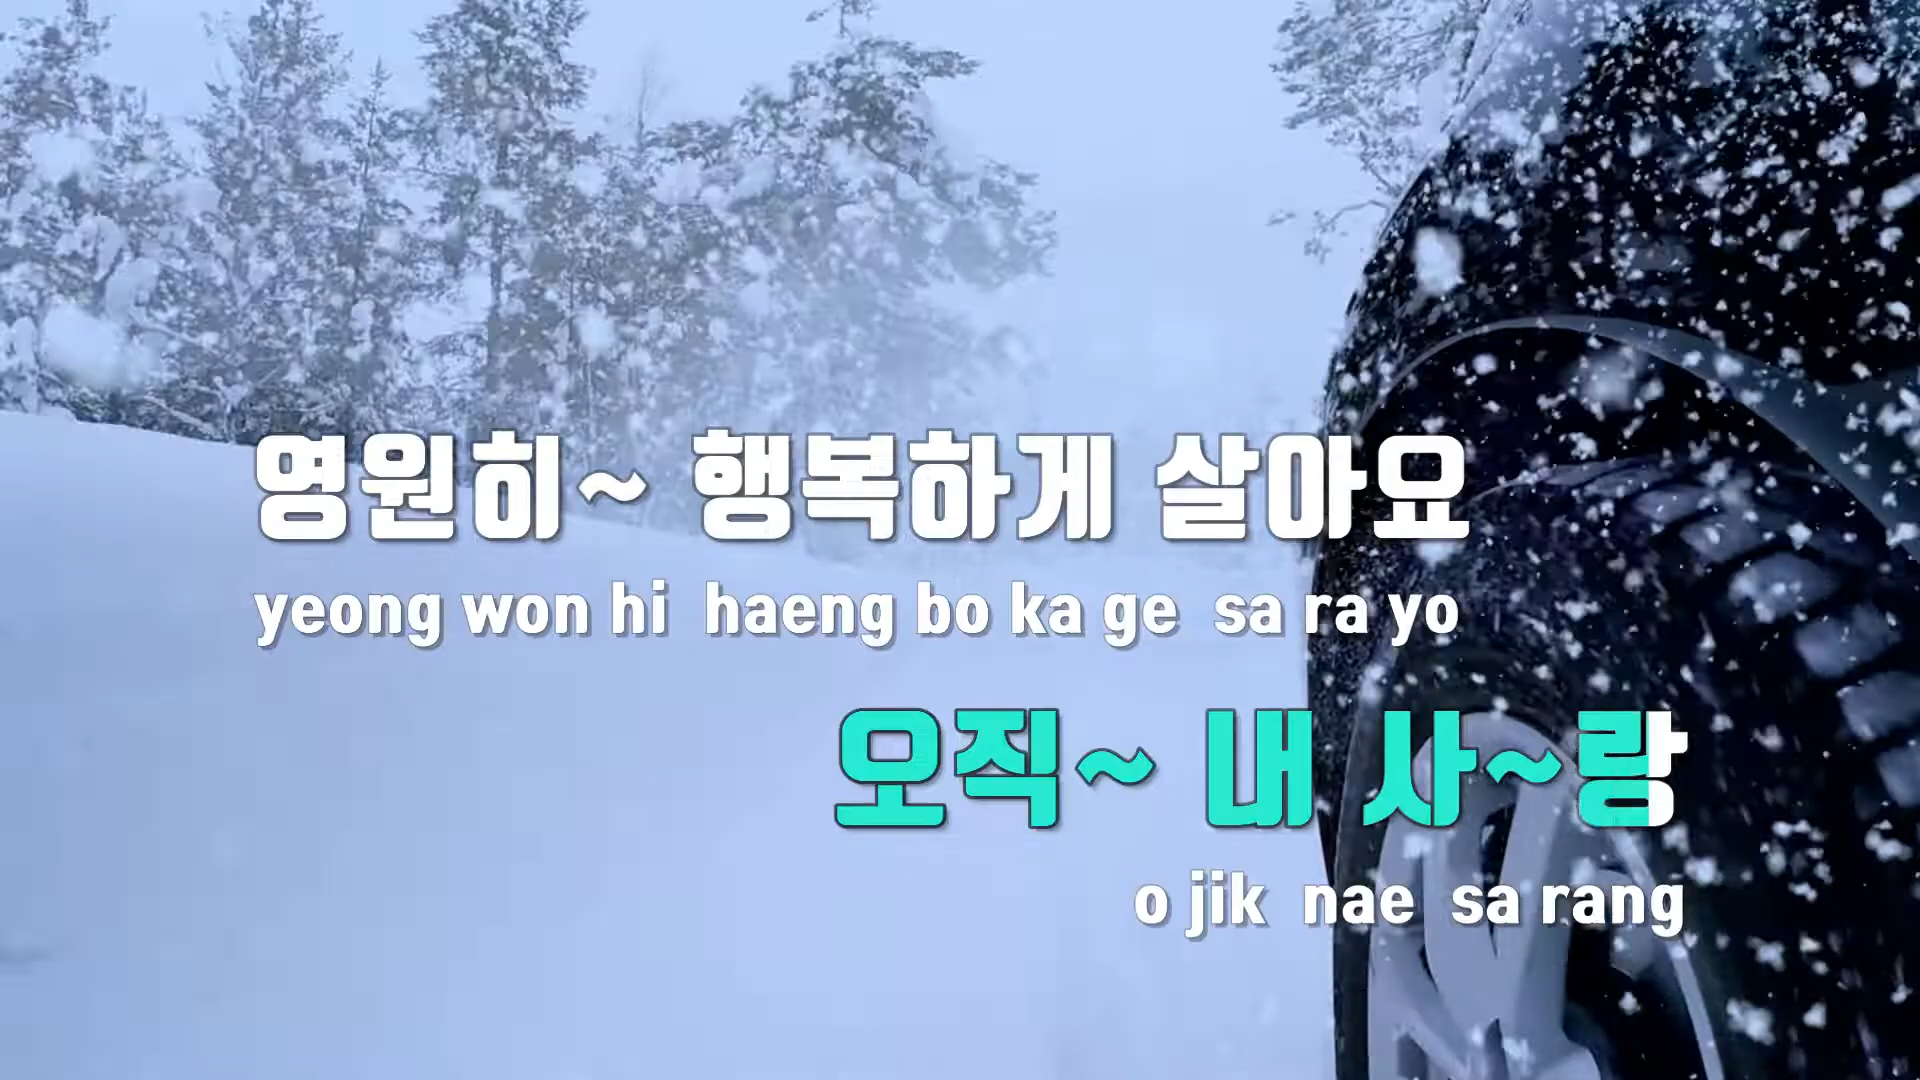 영원히~ 행복하게 살아요
yeong won hi haeng bo ka ge sa ra yo
오직~ 내 사~랑
o jik nae sa rang